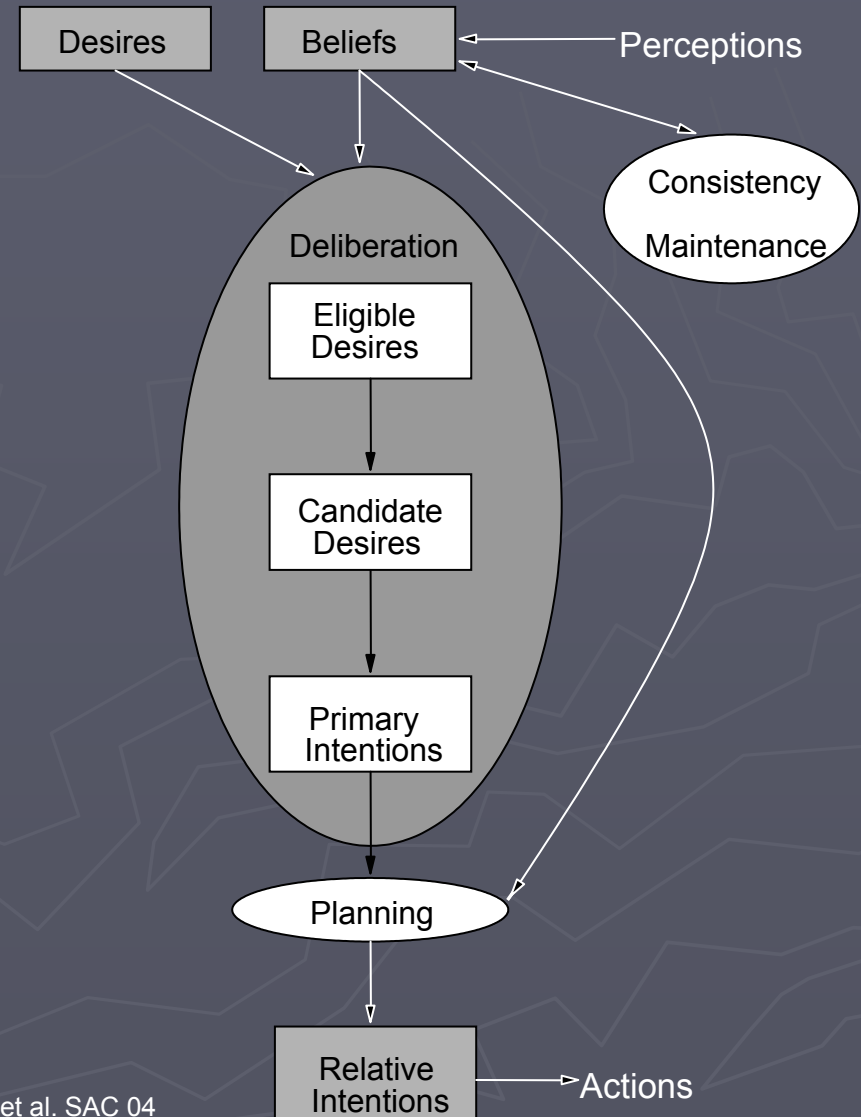 Desires
Beliefs
Perceptions
Consistency
Maintenance
Deliberation
Eligible
Desires
Candidate
Desires
Primary
Intentions
Planning
Relative
Intentions
Actions
et al. SAC 04